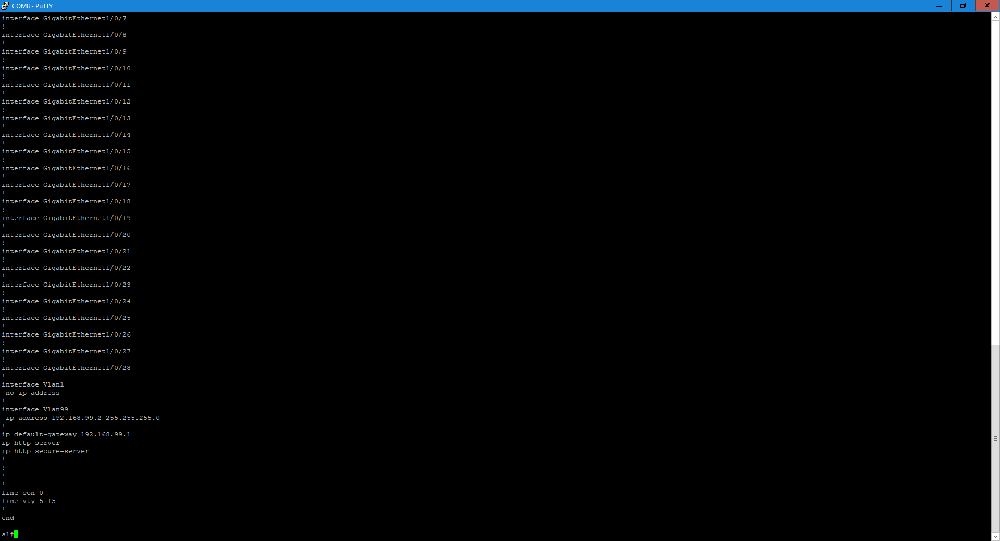 COM8 - PuTTY
interface GigabitEthernet1/0/7
!
interface GigabitEthernet1/0/8
!
interface GigabitEthernet1/0/9
!
interface GigabitEthernet1/0/10
!
interface GigabitEthernet1/0/11
!
interface GigabitEthernet1/0/12
!
interface GigabitEthernet1/0/13
!
interface GigabitEthernet1/0/14
!
interface GigabitEthernet1/0/15
!
interface GigabitEthernet1/0/16
!
interface GigabitEthernet1/0/17
!
interface GigabitEthernet1/0/18
!
interface GigabitEthernet1/0/19
!
interface GigabitEthernet1/0/20
!
interface GigabitEthernet1/0/21
!
interface GigabitEthernet1/0/22
!
interface GigabitEthernet1/0/23
!
interface GigabitEthernet1/0/24
!
interface GigabitEthernet1/0/25
!
interface GigabitEthernet1/0/26
!
interface GigabitEthernet1/0/27
!
interface GigabitEthernet1/0/28
!
interface Vlan1
 no ip address
!
interface Vlan99
 ip address 192.168.99.2 255.255.255.0
!
ip default-gateway 192.168.99.1
ip http server
ip http secure-server
!
!
!
!
line con 0
line vty 5 15
!
end
s1#